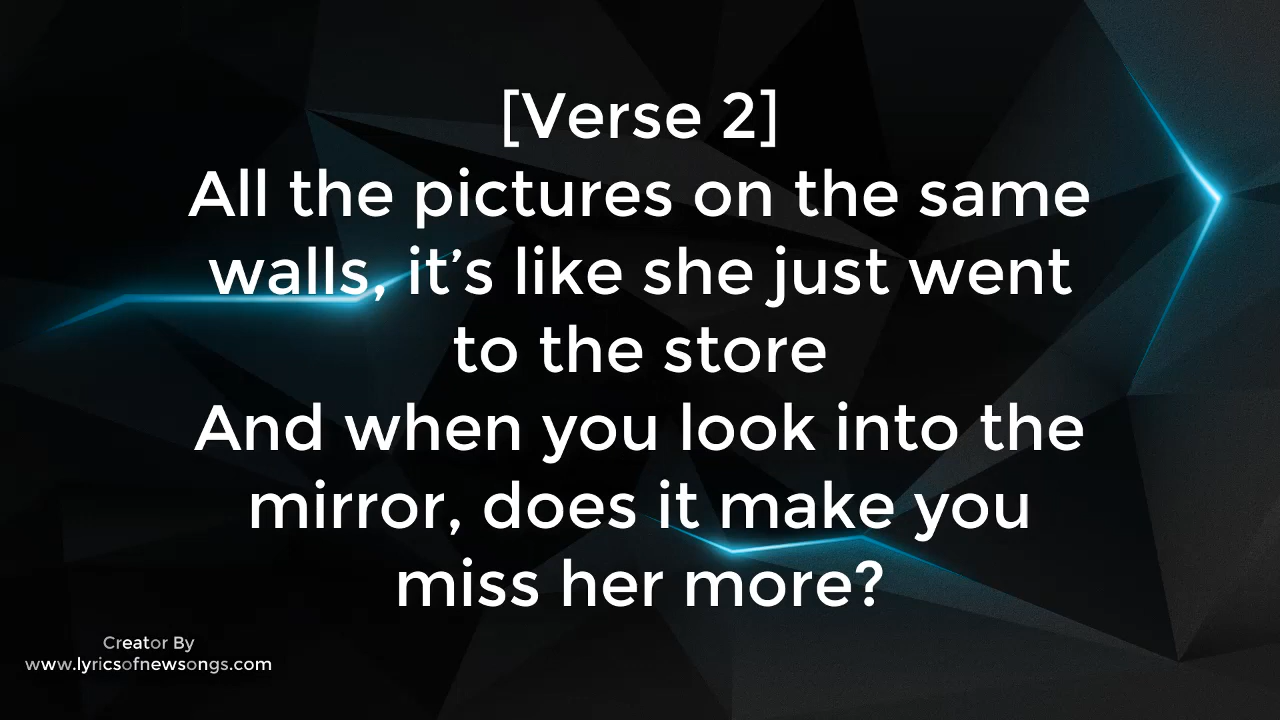 [Verse 2]
All the pictures on the same
walls, it’s like she just went
to the store
And when you look into the
mirror, does it make you
miss her more?
Creator By
www.lyricsofnewsongs.com